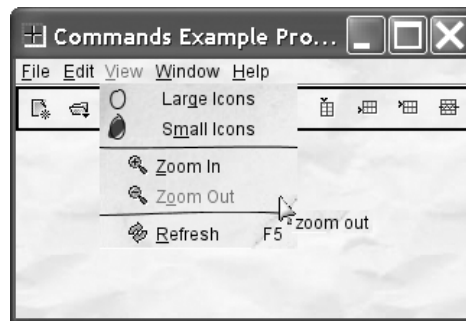 Commands Example Pro...
File Edit View Window Help
Large Icons
Small Icons
Zoom In
Zoom Out
zoom out
Refresh F5